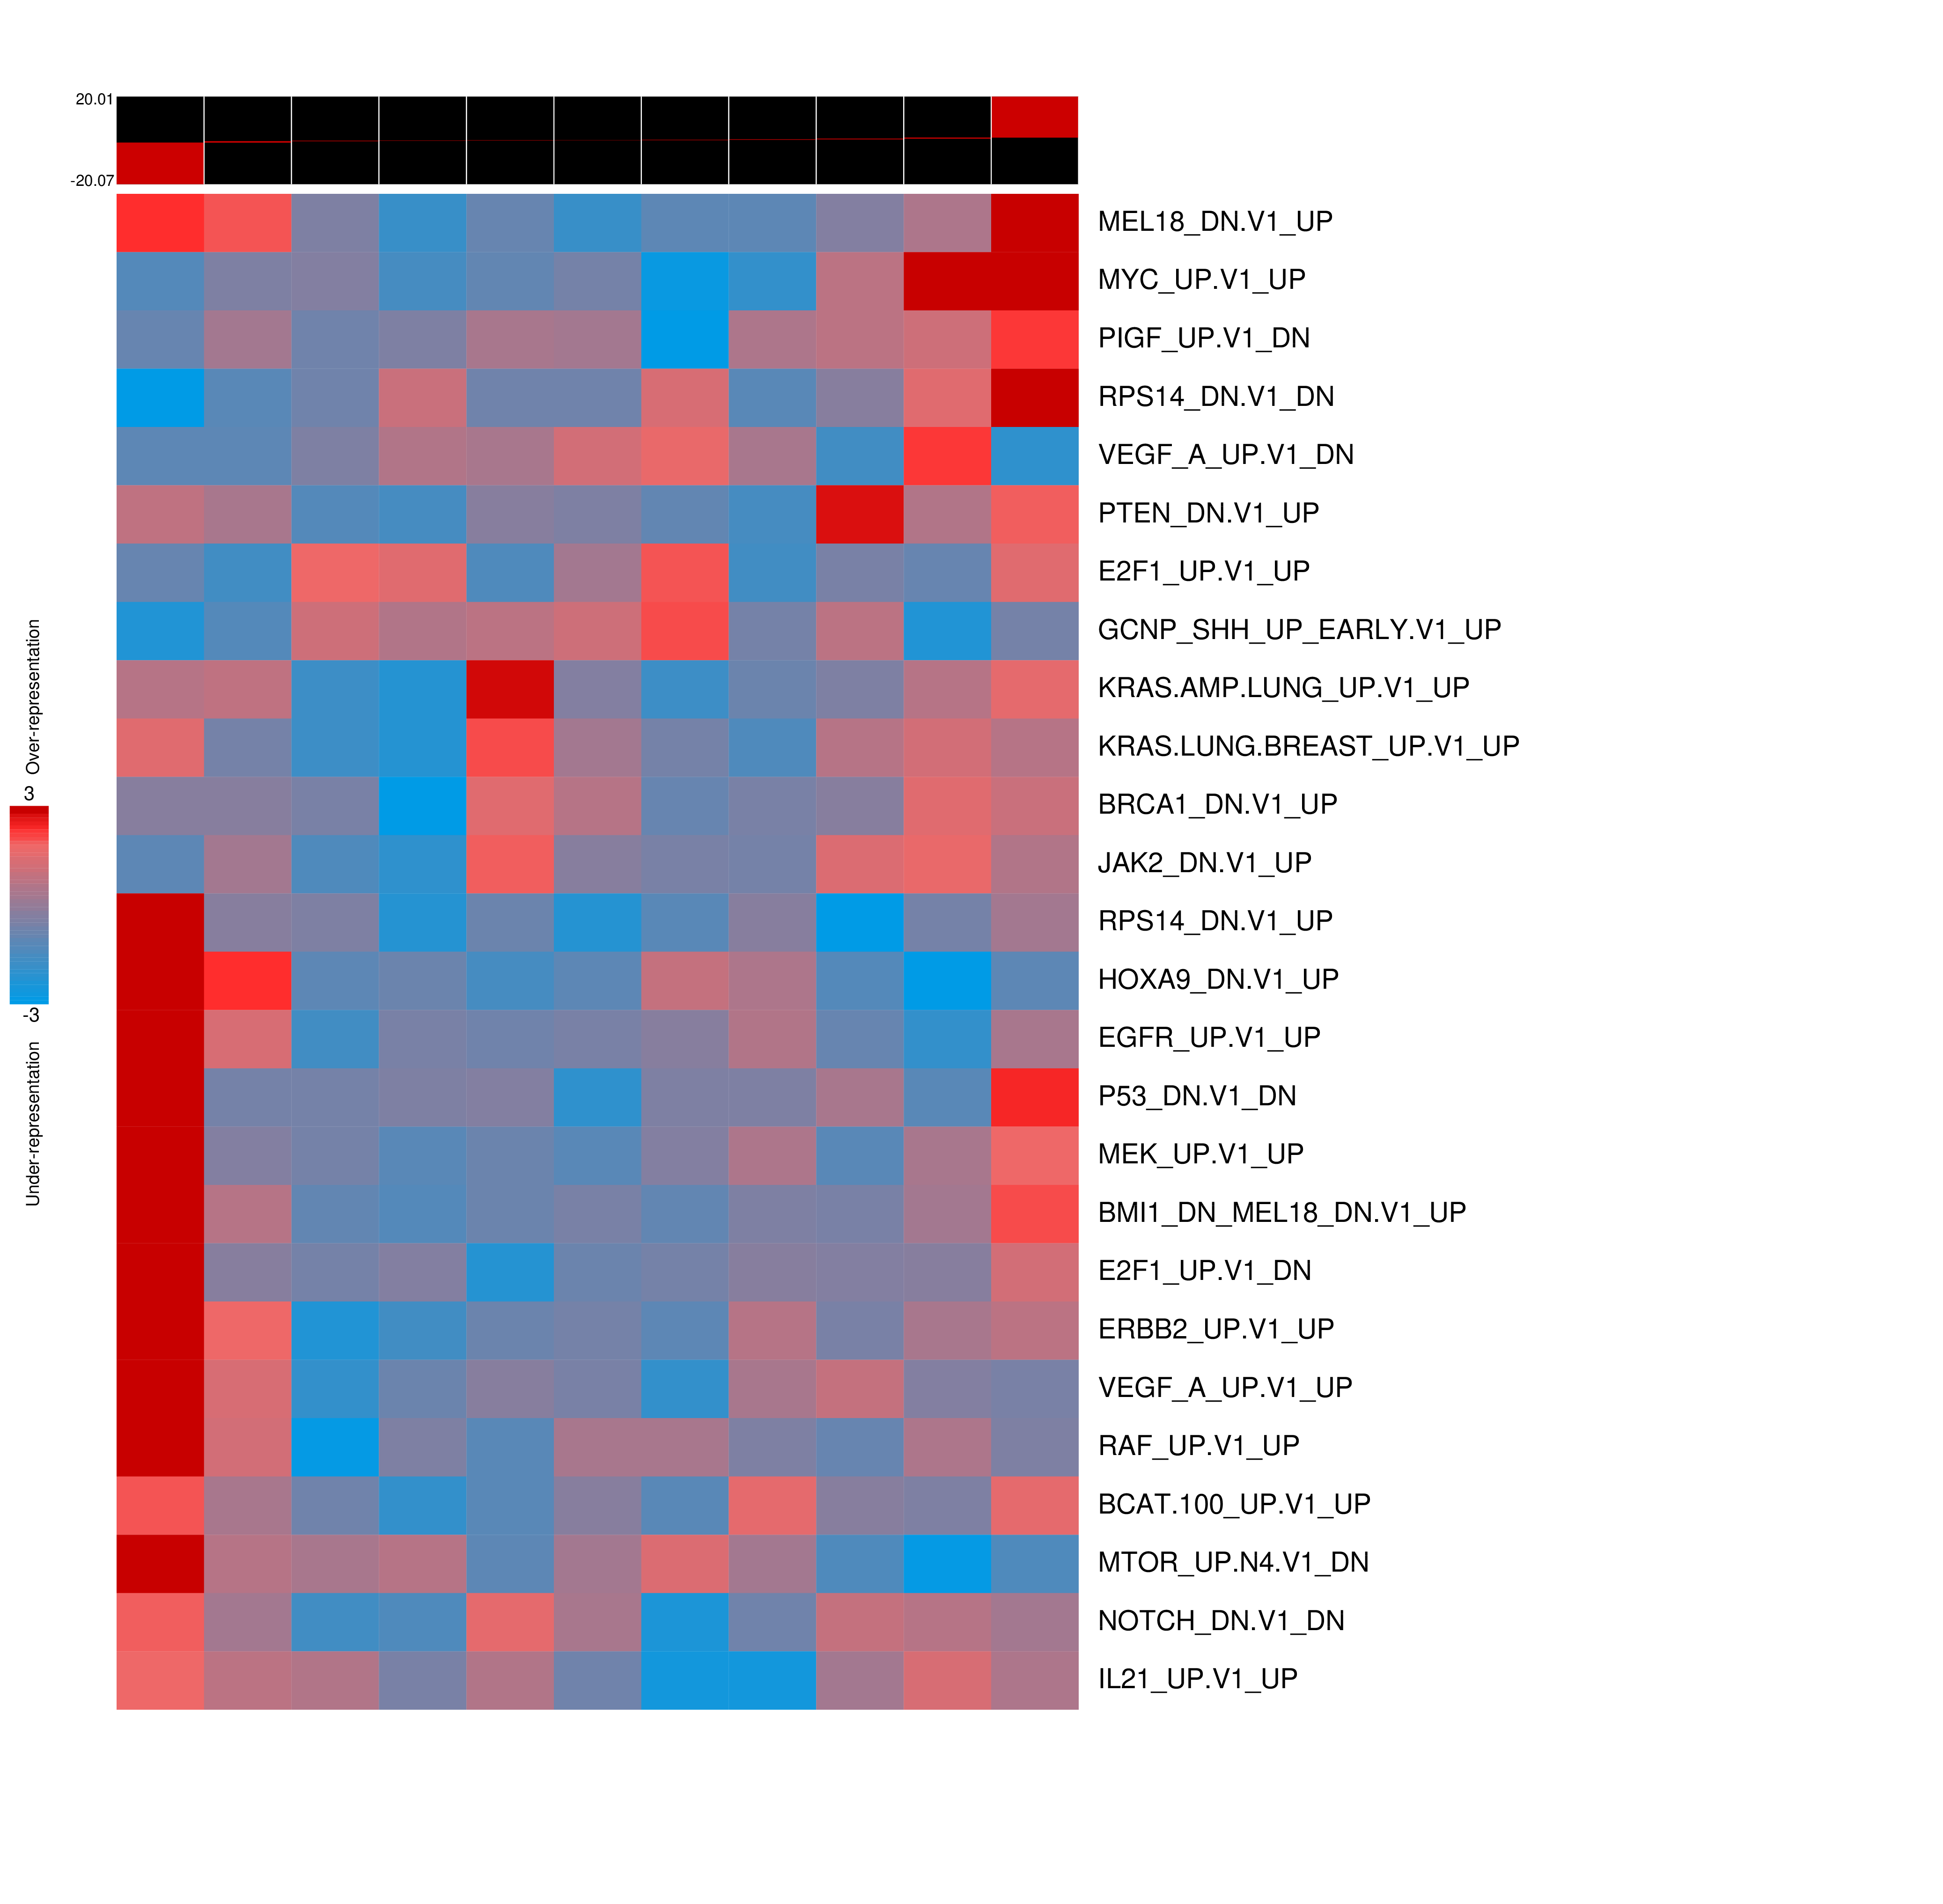 20.01
-20.07
MEL18_DN.V1_UP
MYC_UP.V1_UP
PIGF_UP.V1_DN
RPS14_DN.V1_DN
VEGF_A_UP.V1_DN
PTEN_DN.V1_UP
E2F1_UP.V1_UP
GCNP_SHH_UP_EARLY.V1_UP
KRAS.AMP.LUNG_UP.V1_UP
KRAS.LUNG.BREAST_UP.V1_UP
BRCA1_DN.V1_UP
JAK2_DN.V1_UP
RPS14_DN.V1_UP
HOXA9_DN.V1_UP
EGFR_UP.V1_UP
P53_DN.V1_DN
MEK_UP.V1_UP
BMI1_DN_MEL18_DN.V1_UP
E2F1_UP.V1_DN
ERBB2_UP.V1_UP
VEGF_A_UP.V1_UP
RAF_UP.V1_UP
BCAT.100_UP.V1_UP
MTOR_UP.N4.V1_DN
NOTCH_DN.V1_DN
IL21_UP.V1_UP
Over-representation
3
-3
Under-representation